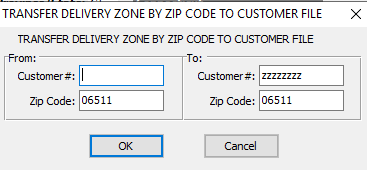 TRANSFER DELIVERY ZONE BY ZIP CODE TO CUSTOMER FILE
TRANSFER DELIVERY ZONE BY ZIP CODE TO CUSTOMER FILE
From: To:
Customer#: Customer#: zzzzzzzz
Zip Code: 06511 Zip Code: 06511
OK Cancel